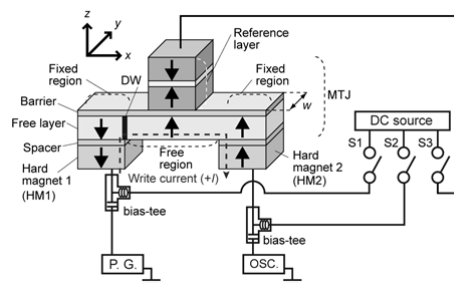 z
y
x
Reference
layer
Fixed
region
DW
Fixed
region
MTJ
w
Barrier
Free layer
Spacer
Hard
magnet 1
(HM1)
Free
region
Write current (+I)
Hard
magnet 2
(HM2)
DC source
S1 S2 S3
bias-tee
bias-tee
P. G.
OSC.